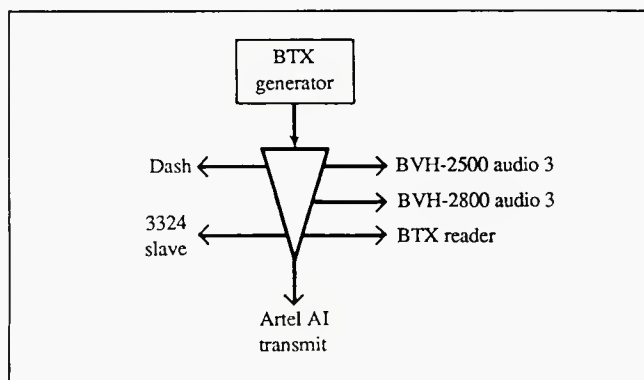 BTX
generator
Dash
BVH-2500 audio 3
BVH-2800 audio 3
3324
slave
BTX reader
Artel AI
transmit